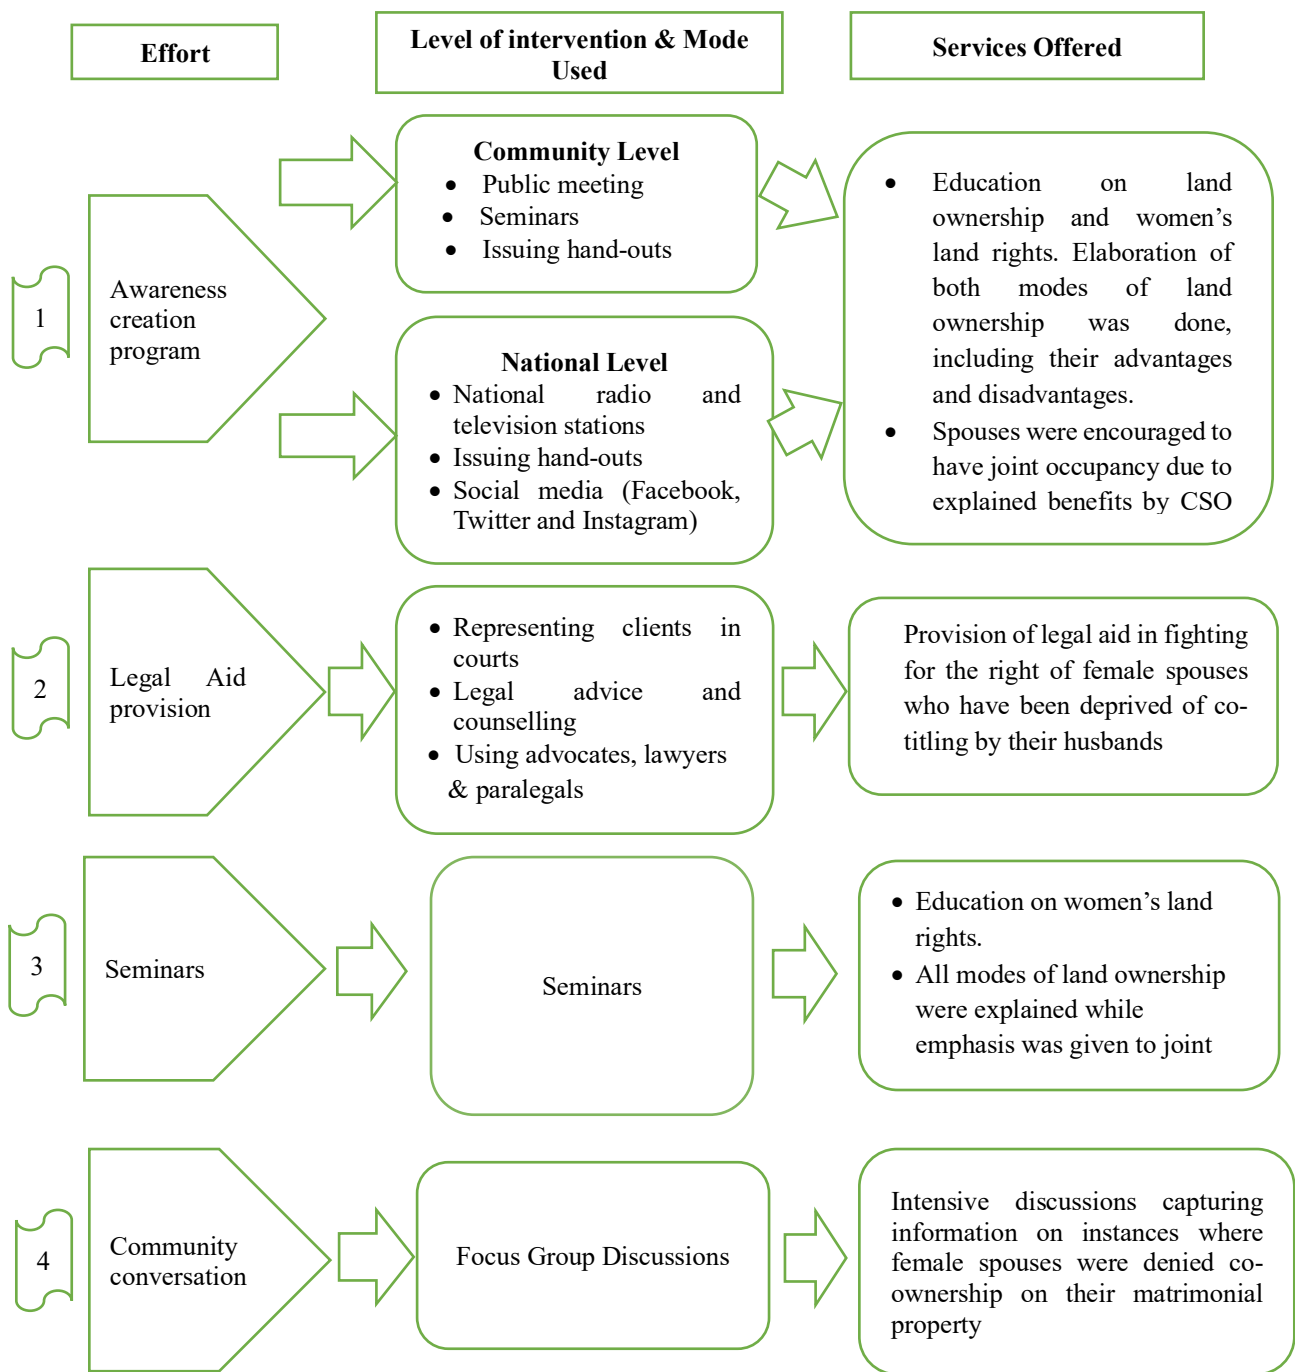 Effort
Level of intervention & Mode
Used
Services Offered
1
Awareness
creation
program
Community Level
• Public meeting
• Seminars
• Issuing hand-outs
National Level
• National radio and
television stations
• Issuing hand-outs
• Social media (Facebook,
Twitter and Instagram)
• Education on land
ownership and women’s
land rights. Elaboration of
both modes of land
ownership was done,
including their advantages
and disadvantages.
• Spouses were encouraged to
have joint occupancy due to
explained benefits by CSO
2
Legal Aid
provision
• Representing clients in
courts
• Legal advice and
counselling
• Using advocates, lawyers
& paralegals
Provision of legal aid in fighting
for the right of female spouses
who have been deprived of co-
titling by their husbands
3
Seminars
Seminars
• Education on women’s land
rights.
• All modes of land ownership
were explained while
emphasis was given to joint
4
Community
conversation
Focus Group Discussions
Intensive discussions capturing
information on instances where
female spouses were denied co-
ownership on their matrimonial
property